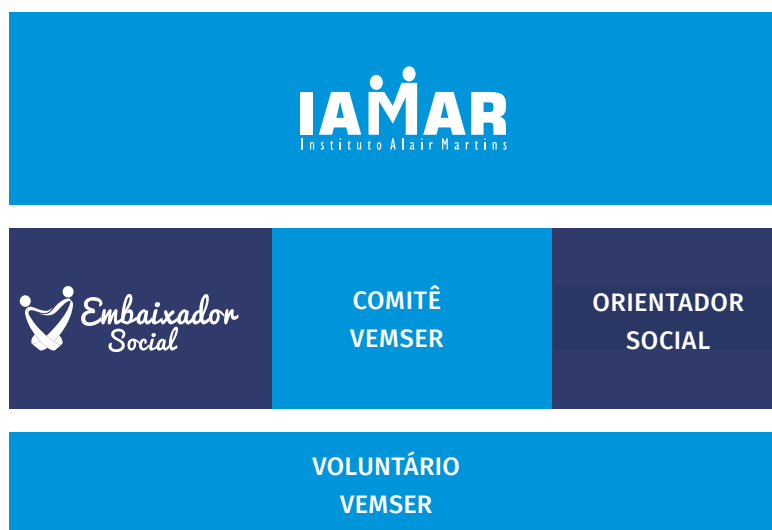 IAMAR
Instituto Alair Martins
Embaixador
Social
COMITÊ
VEMSER
ORIENTADOR
SOCIAL
VOLUNTÁRIO
VEMSER